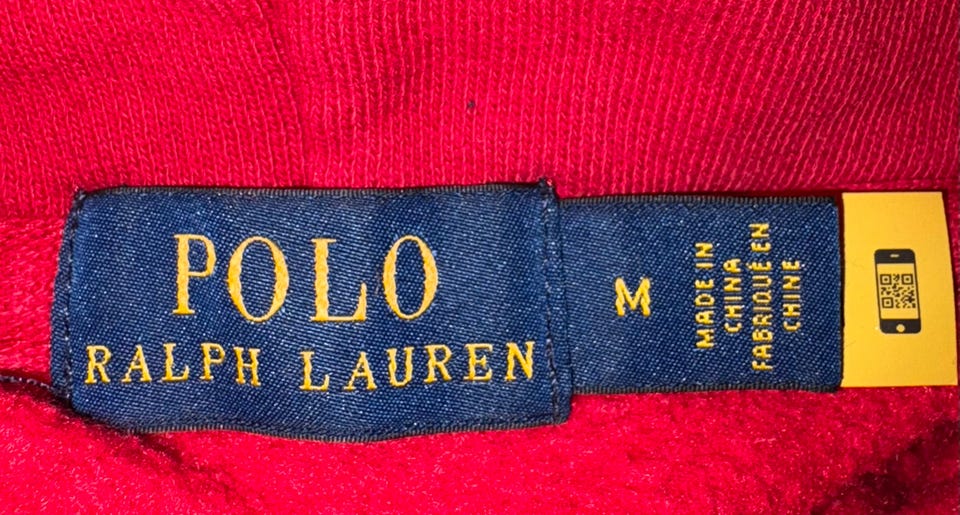 POLO
RALPH LAUREN
M
MADE IN
CHINA
FABRIQUÉ EN
CHINE